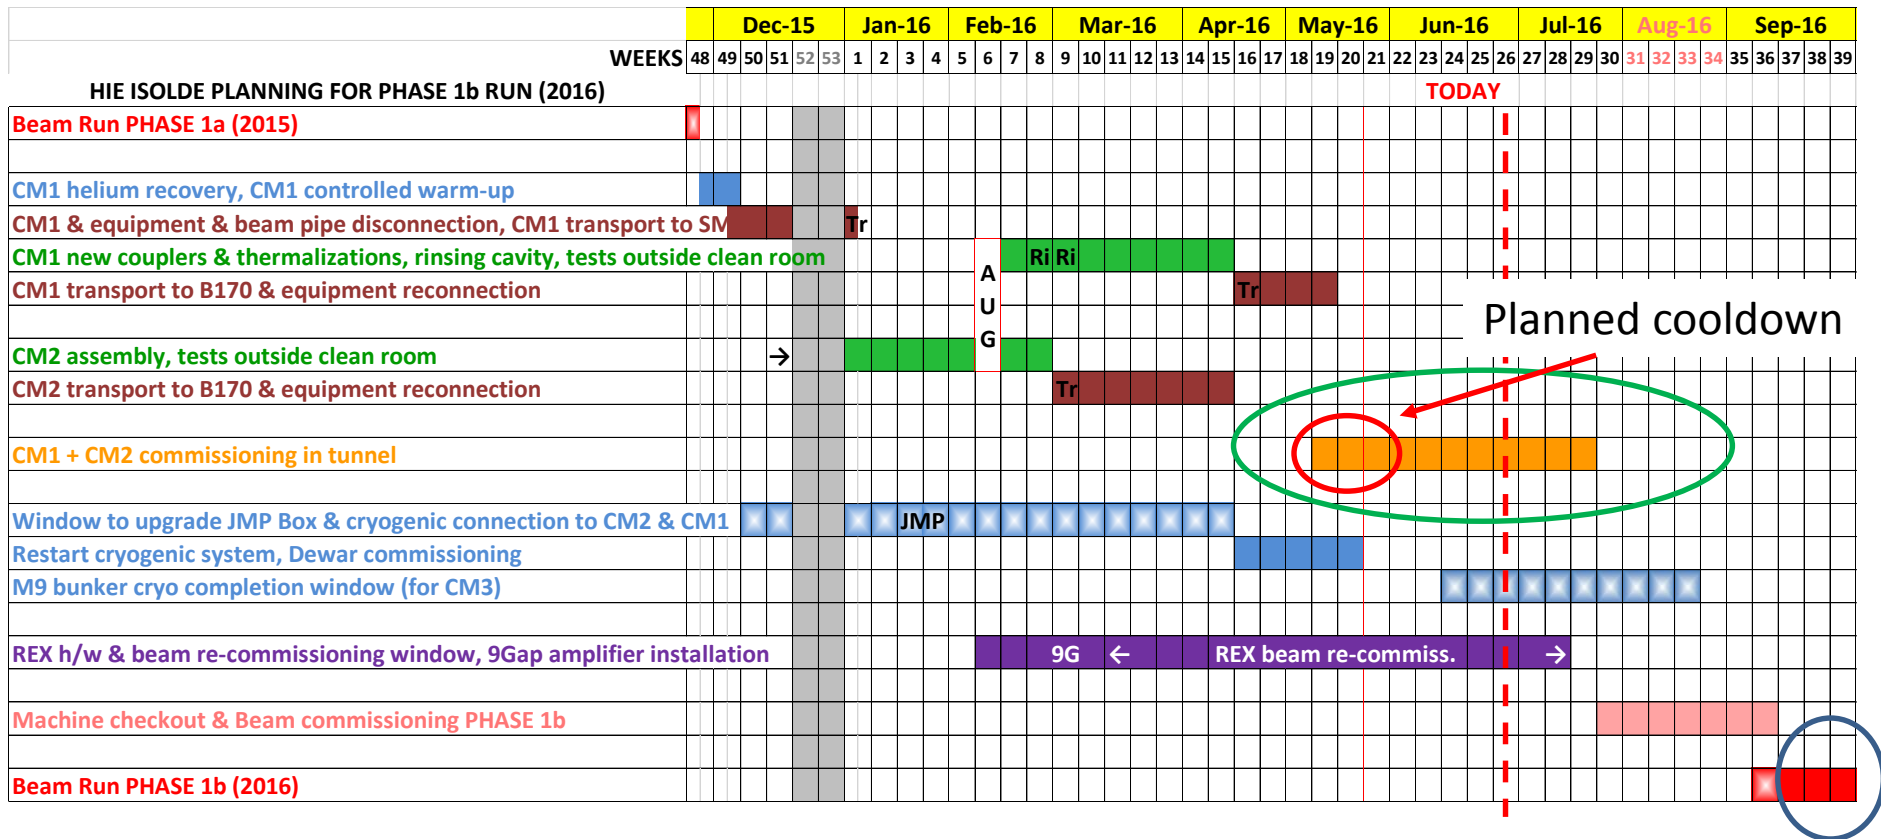 Dec-15 Jan-16 Feb-16 Mar-16 Apr-16 May-16 Jun-16 Jul-16 Aug-16 Sep-16
WEEKS 48 49 50 51 52 53 1 2 3 4 5 6 7 8 9 10 11 12 13 14 15 16 17 18 19 20 21 22 23 24 25 26 27 28 29 30 31 32 33 34 35 36 37 38 39
HIE ISOLDE PLANNING FOR PHASE 1b RUN (2016) TODAY
Beam Run PHASE 1a (2015)
CM1 helium recovery, CM1 controlled warm-up
CM1 & equipment & beam pipe disconnection, CM1 transport to SM Tr
CM1 new couplers & thermalizations, rinsing cavity, tests outside clean room Ri Ri
A
CM1 transport to B170 & equipment reconnection Tr
U
Planned cooldown
G
CM2 assembly, tests outside clean room →
CM2 transport to B170 & equipment reconnection Tr
CM1 + CM2 commissioning in tunnel
Window to upgrade JMP Box & cryogenic connection to CM2 & CM1 JMP
Restart cryogenic system, Dewar commissioning
M9 bunker cryo completion window (for CM3)
REX h/w & beam re-commissioning window, 9Gap amplifier installation 9G ← REX beam re-commiss. →
Machine checkout & Beam commissioning PHASE 1b
Beam Run PHASE 1b (2016)